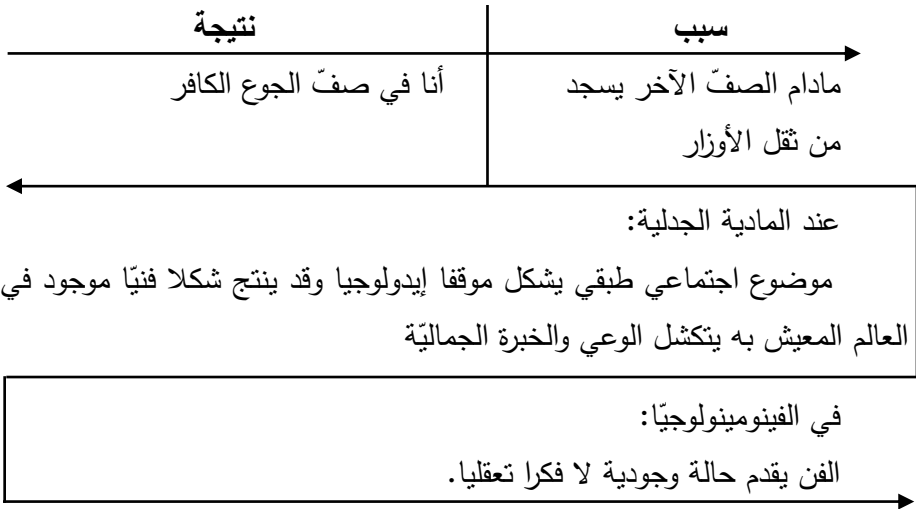 سبب نتيجة
مادام الصفّ الآخر يسجد أنا في صفّ الجوع الكافر
من ثقل الأوزار
عند المادية الجدلية:
موضوع اجتماعي طبقي يشكل موقفا إيدولوجيا وقد ينتج شكلا فنيّا موجود في
العالم المعيش به يتكشل الوعي والخبرة الجماليّة
في الفينومينولوجيّا:
الفن يقدم حالة وجودية لا فكرا تعقليا.